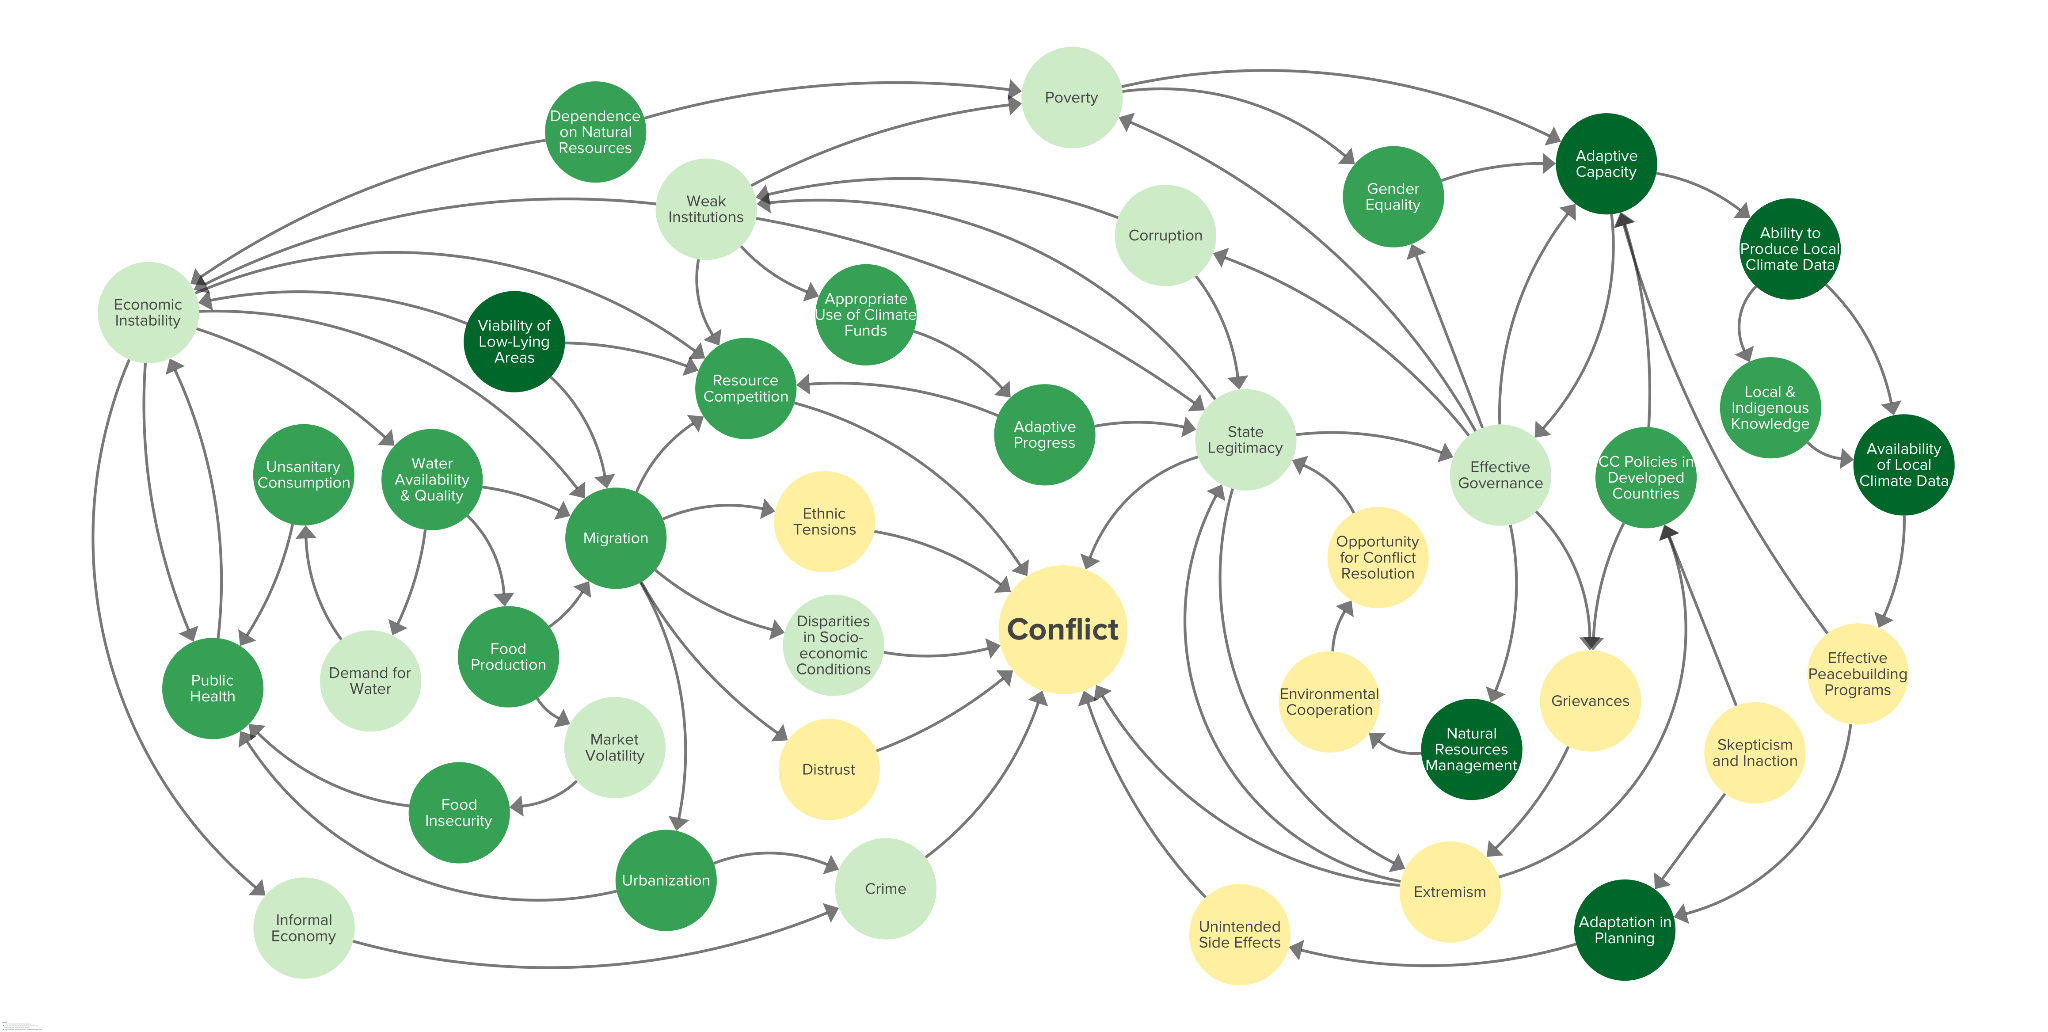 Poverty
Dependence
on Natural
Resources
Adaptive
Capacity
Weak
Institutions
Gender
Equality
Corruption
Ability to
Produce Local
Climate Data
Economic
Instability
Appropriate
Use of Climate
Funds
Viability of
Low-Lying
Areas
Resource
Competition
Local &
Indigenous
Knowledge
Adaptive
Progress
State
Legitimacy
Unsanitary
Consumption
Water
Availability
& Quality
Effective
Governance
CC Policies in
Developed
Countries
Availability
of Local
Climate Data
Ethnic
Tensions
Migration
Opportunity
for Conflict
Resolution
Conflict
Disparities
in Socio-
economic
Conditions
Food
Production
Demand for
Water
Public
Health
Environmental
Cooperation
Grievances
Effective
Peacebuilding
Programs
Market
Volatility
Distrust
Natural
Resources
Management
Skepticism
and Inaction
Food
Insecurity
Urbanization
Crime
Extremism
Informal
Economy
Unintended
Side Effects
Adaptation in
Planning